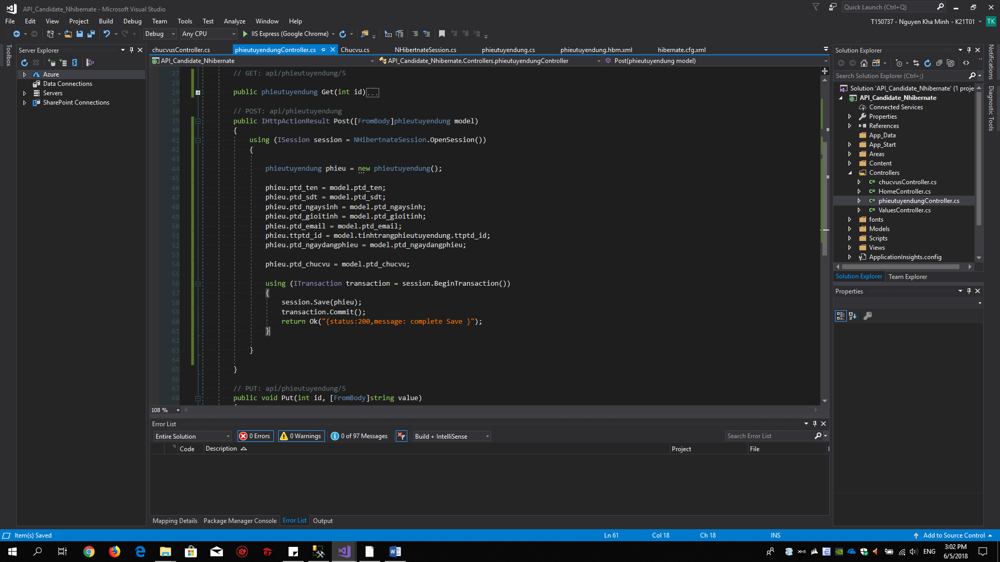 API_Candidate_Nhibernate - Microsoft Visual Studio
Quick Launch (Ctrl+Q)
File Edit View Project Build Debug Team Tools Test Analyze Window Help
T150737 - Nguyen Kha Minh - K21T01 TK
Debug Any CPU IIS Express (Google Chrome)
Toolbox
Server Explorer
Azure
Data Connections
Servers
SharePoint Connections
chucvusController.cs phieutuyendungController.cs Chucvu.cs NHibertnateSession.cs phieutuyendung.cs phieutuyendung.hbm.xml hibernate.cfg.xml
API_Candidate_Nhibernate API_Candidate_Nhibernate.Controllers.phieutuyendungController Post(phieutuyendung model)
27 // GET: api/phieutuyendung/5
28
29 public phieutuyendung Get(int id)...
37
38 // POST: api/phieutuyendung
39 public IHttpActionResult Post([FromBody]phieutuyendung model)
40 {
41 using (ISession session = NHibertnateSession.OpenSession())
42 {
43
44 phieutuyendung phieu = new phieutuyendung();
45
46 phieu.ptd_ten = model.ptd_ten;
47 phieu.ptd_sdt = model.ptd_sdt;
48 phieu.ptd_ngaysinh = model.ptd_ngaysinh;
49 phieu.ptd_gioitinh = model.ptd_gioitinh;
50 phieu.ptd_email = model.ptd_email;
51 phieu.ttptd_id = model.tinhtrangphieutuyendung.ttptd_id;
52 phieu.ptd_ngaydangphieu = model.ptd_ngaydangphieu;
53
54 phieu.ptd_chucvu = model.ptd_chucvu;
55
56 using (ITransaction transaction = session.BeginTransaction())
57 {
58 session.Save(phieu);
59 transaction.Commit();
60 return Ok("{status:200,message: complete Save }");
61 }
62
63 }
64
65 }
66
67 // PUT: api/phieutuyendung/5
68 public void Put(int id, [FromBody]string value)
108 %
Error List
Entire Solution 0 Errors 0 Warnings 0 of 97 Messages Build + IntelliSense Search Error List
Code Description Project File
Mapping Details Package Manager Console Error List Output
Solution Explorer
Search Solution Explorer (Ctrl+;)
Solution 'API_Candidate_Nhibernate' (1 proje
API_Candidate_Nhibernate
Connected Services
Properties
References
App_Data
App_Start
Areas
Content
Controllers
C# chucvusController.cs
C# HomeController.cs
C# phieutuyendungController.cs
C# ValuesController.cs
fonts
Models
Scripts
Views
ApplicationInsights.config
Solution Explorer Team Explorer
Properties
Notifications
Diagnostic Tools
Item(s) Saved Ln 61 Col 18 Ch 18 INS Add to Source Control
ENG
3:02 PM
6/5/2018